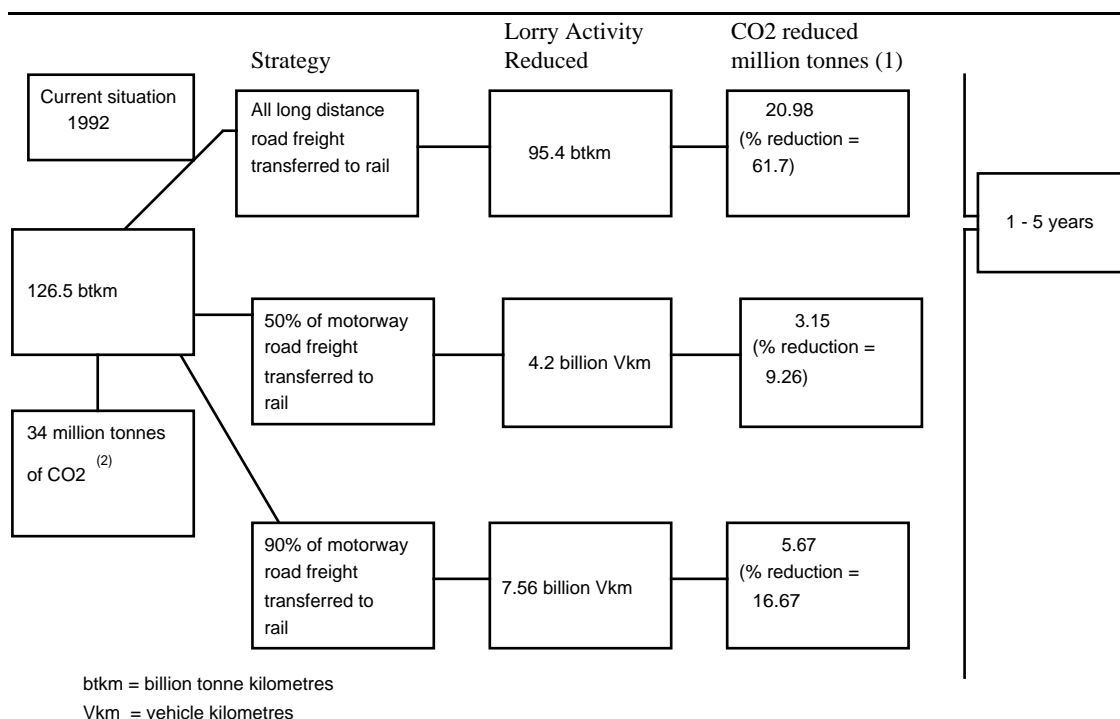 Strategy
Lorry Activity
Reduced
CO2 reduced
million tonnes (1)
Current situation
1992
126.5 btkm
34 million tonnes
of CO2 (2)
All long distance
road freight
transferred to rail
95.4 btkm
20.98
(% reduction =
61.7)
50% of motorway
road freight
transferred to
rail
4.2 billion Vkm
3.15
(% reduction =
9.26)
90% of motorway
road freight
transferred to
rail
7.56 billion Vkm
5.67
(% reduction =
16.67
1 - 5 years
btkm = billion tonne kilometres
Vkm = vehicle kilometres